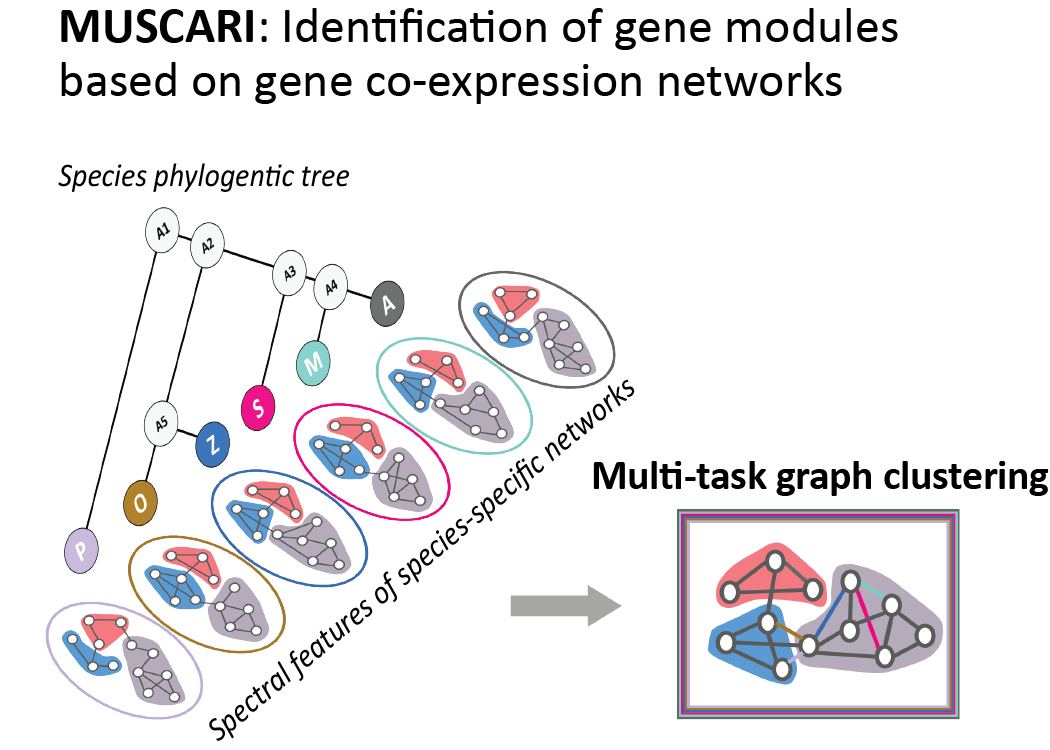 MUSCARI: Identification of gene modules
based on gene co-expression networks
Species phylogentic tree
A1
A2
A3
A4
A
M
S
A5
Z
O
P
Spectral features of species-specific networks
Multi-task graph clustering